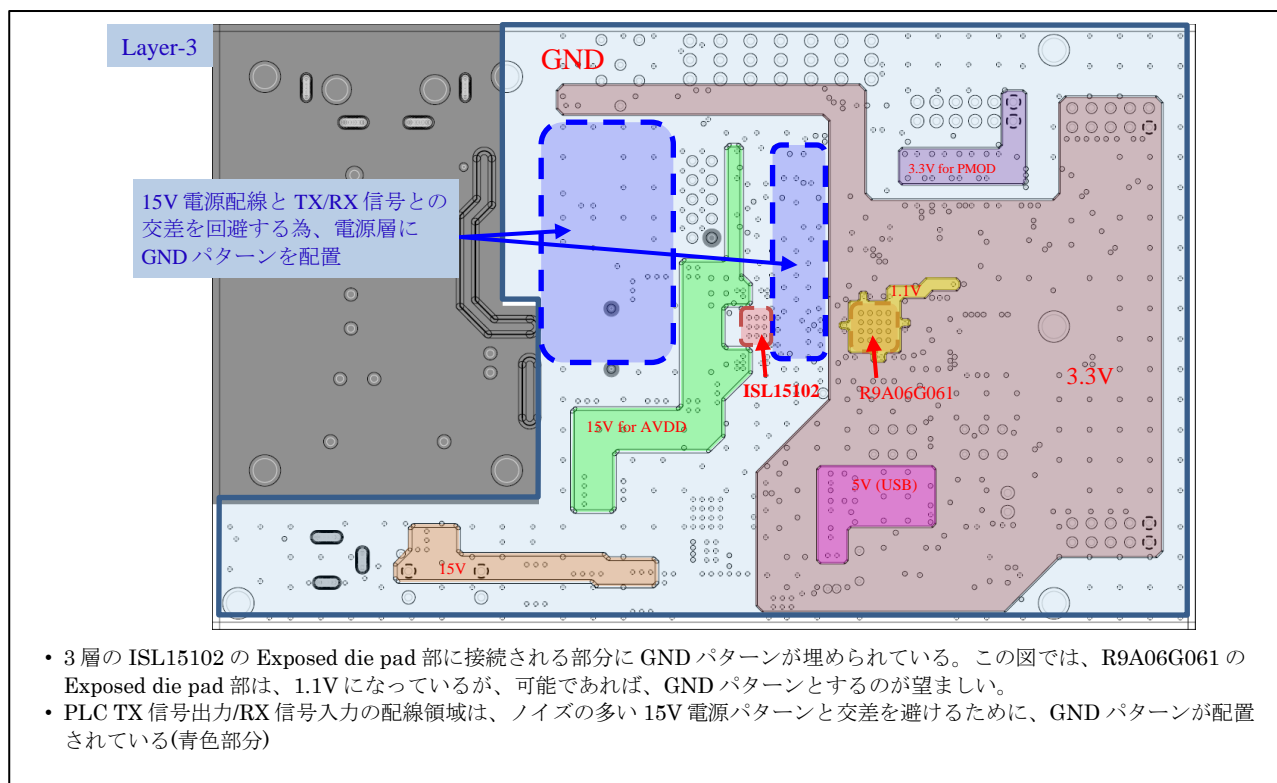 Layer-3
GND
3.3V for PMOD
15V 電源配線と TX/RX 信号との
交差を回避する為、電源層に
GND パターンを配置
1.1V
ISL15102
R9A06G061
3.3V
15V for AVDD
5V (USB)
15V
• 3 層の ISL15102 の Exposed die pad 部に接続される部分に GND パターンが埋められている。この図では、R9A06G061 の
Exposed die pad 部は、1.1V になっているが、可能であれば、GND パターンとするのが望ましい。
• PLC TX 信号出力/RX 信号入力の配線領域は、ノイズの多い 15V 電源パターンと交差を避けるために、GND パターンが配置
されている(青色部分)